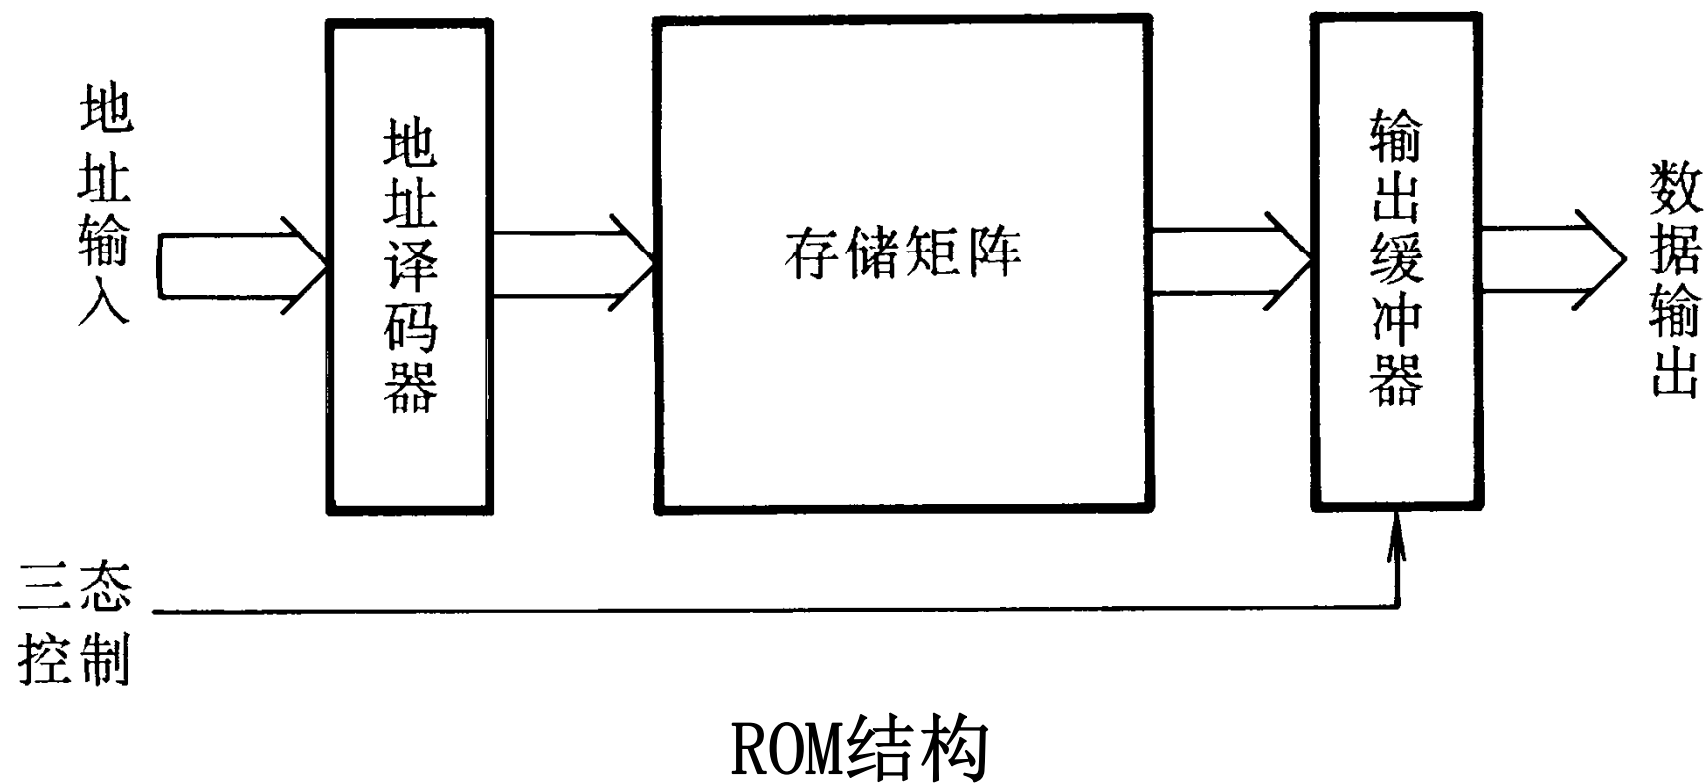 地址输入
地址译码器
存储矩阵
输出缓冲器
数据输出
三态
控制
ROM结构